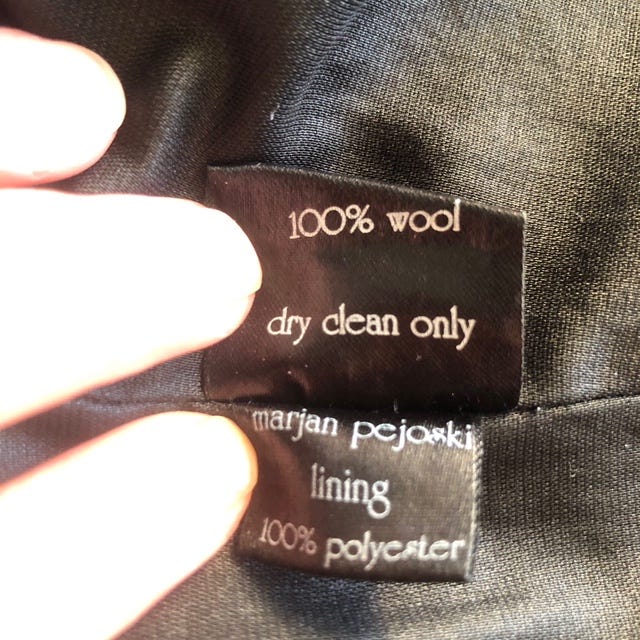 100% wool
dry clean only
marjan pejoski
lining
100% polyester